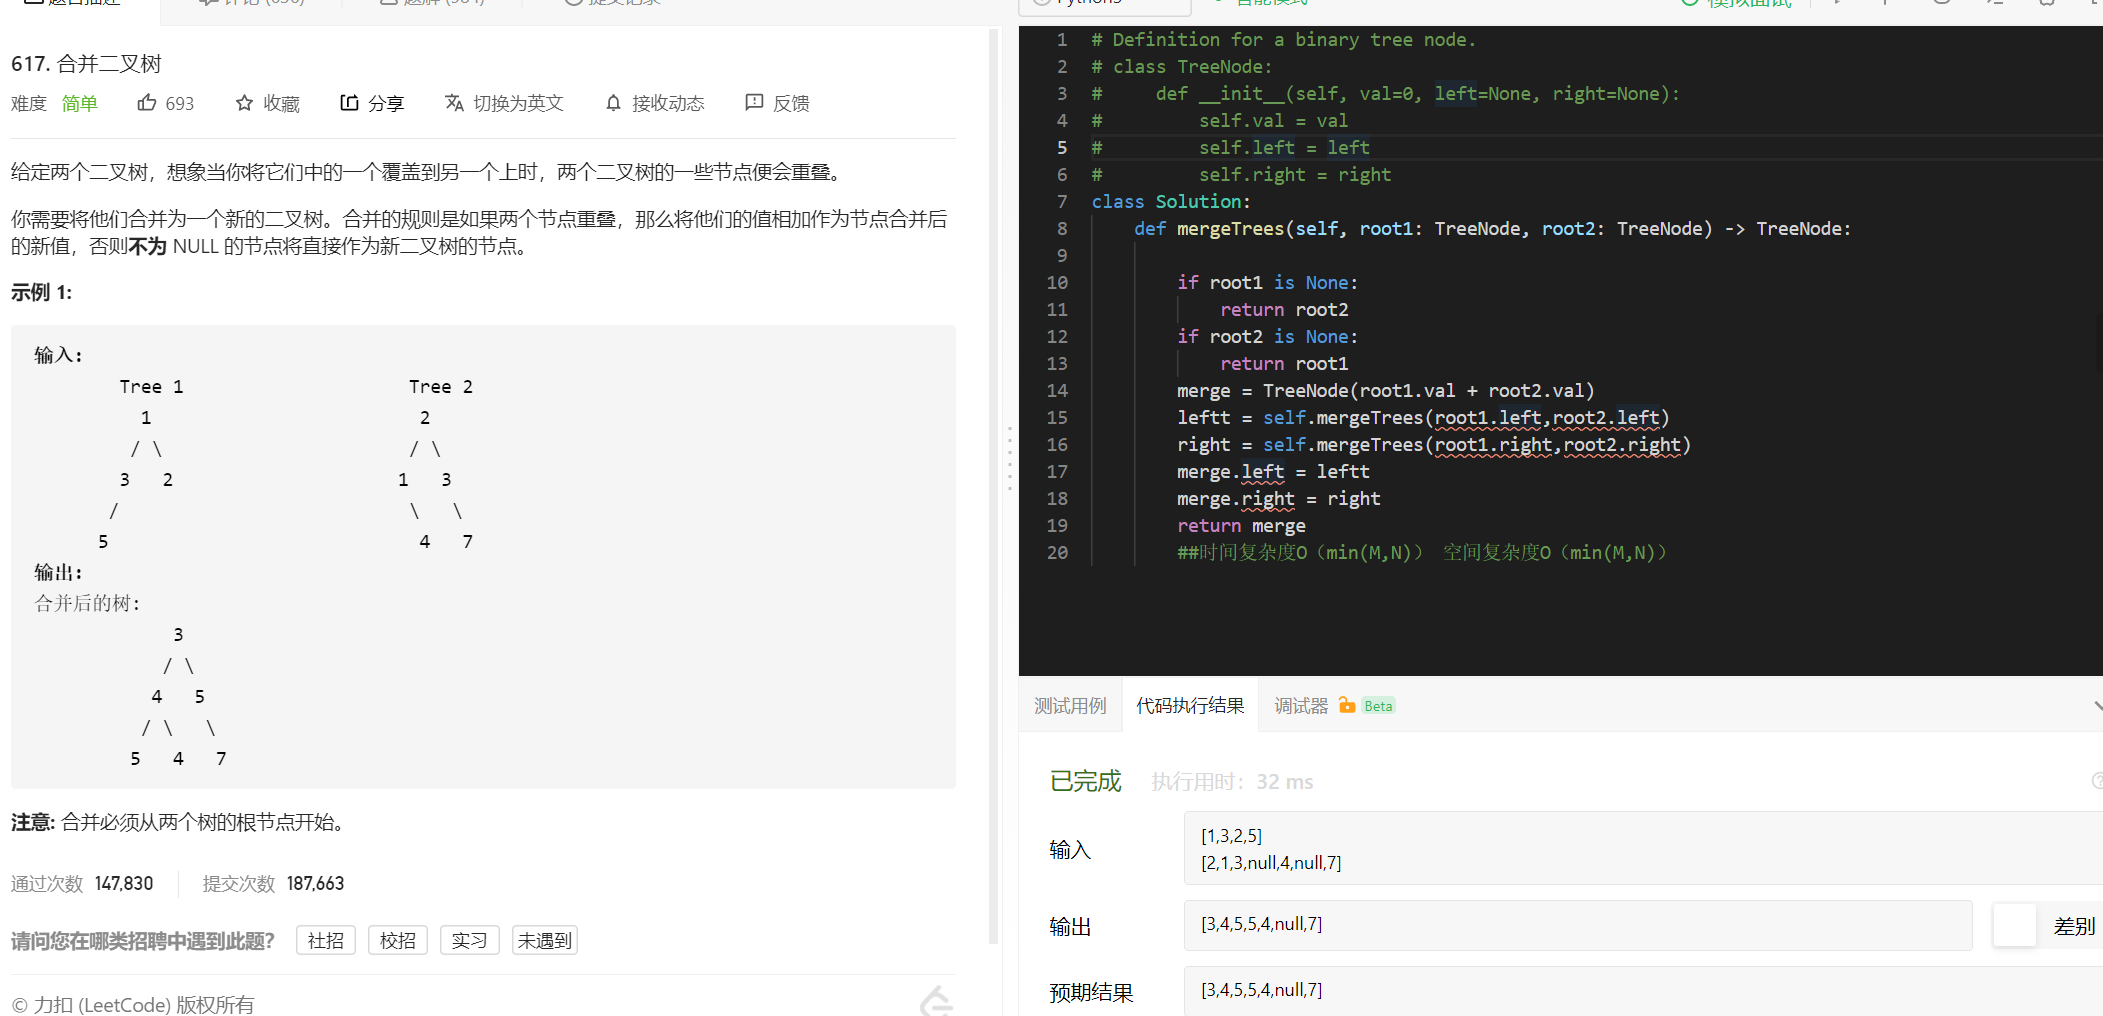 题目描述
评论 (650)
提交记录
617. 合并二叉树
难度 简单 693 收藏 分享 切换为英文 接收动态 反馈
给定两个二叉树，想象当你将它们中的一个覆盖到另一个上时，两个二叉树的一些节点便会重叠。
你需要将他们合并为一个新的二叉树。合并的规则是如果两个节点重叠，那么将他们的值相加作为节点合并后
的新值，否则不为 NULL 的节点将直接作为新二叉树的节点。
示例 1:
输入:
Tree 1 Tree 2
1 2
/ \ / \
3 2 1 3
/ \ \
5 4 7
输出:
合并后的树:
3
/ \
4 5
/ \ \
5 4 7
注意: 合并必须从两个树的根节点开始。
通过次数 147,830 提交次数 187,663
请问您在哪类招聘中遇到此题? 社招 校招 实习 未遇到
© 力扣 (LeetCode) 版权所有
Python3 智能模式
模拟面试
1 # Definition for a binary tree node.
2 # class TreeNode:
3 #     def __init__(self, val=0, left=None, right=None):
4 #         self.val = val
5 #         self.left = left
6 #         self.right = right
7 class Solution:
8     def mergeTrees(self, root1: TreeNode, root2: TreeNode) -> TreeNode:
9
10         if root1 is None:
11             return root2
12         if root2 is None:
13             return root1
14         merge = TreeNode(root1.val + root2.val)
15         leftt = self.mergeTrees(root1.left,root2.left)
16         right = self.mergeTrees(root1.right,root2.right)
17         merge.left = leftt
18         merge.right = right
19         return merge
20         ##时间复杂度O（min(M,N)） 空间复杂度O（min(M,N)）
测试用例 代码执行结果 调试器 Beta
已完成 执行用时: 32 ms
输入
[1,3,2,5]
[2,1,3,null,4,null,7]
输出 [3,4,5,5,4,null,7] 差别
预期结果 [3,4,5,5,4,null,7]